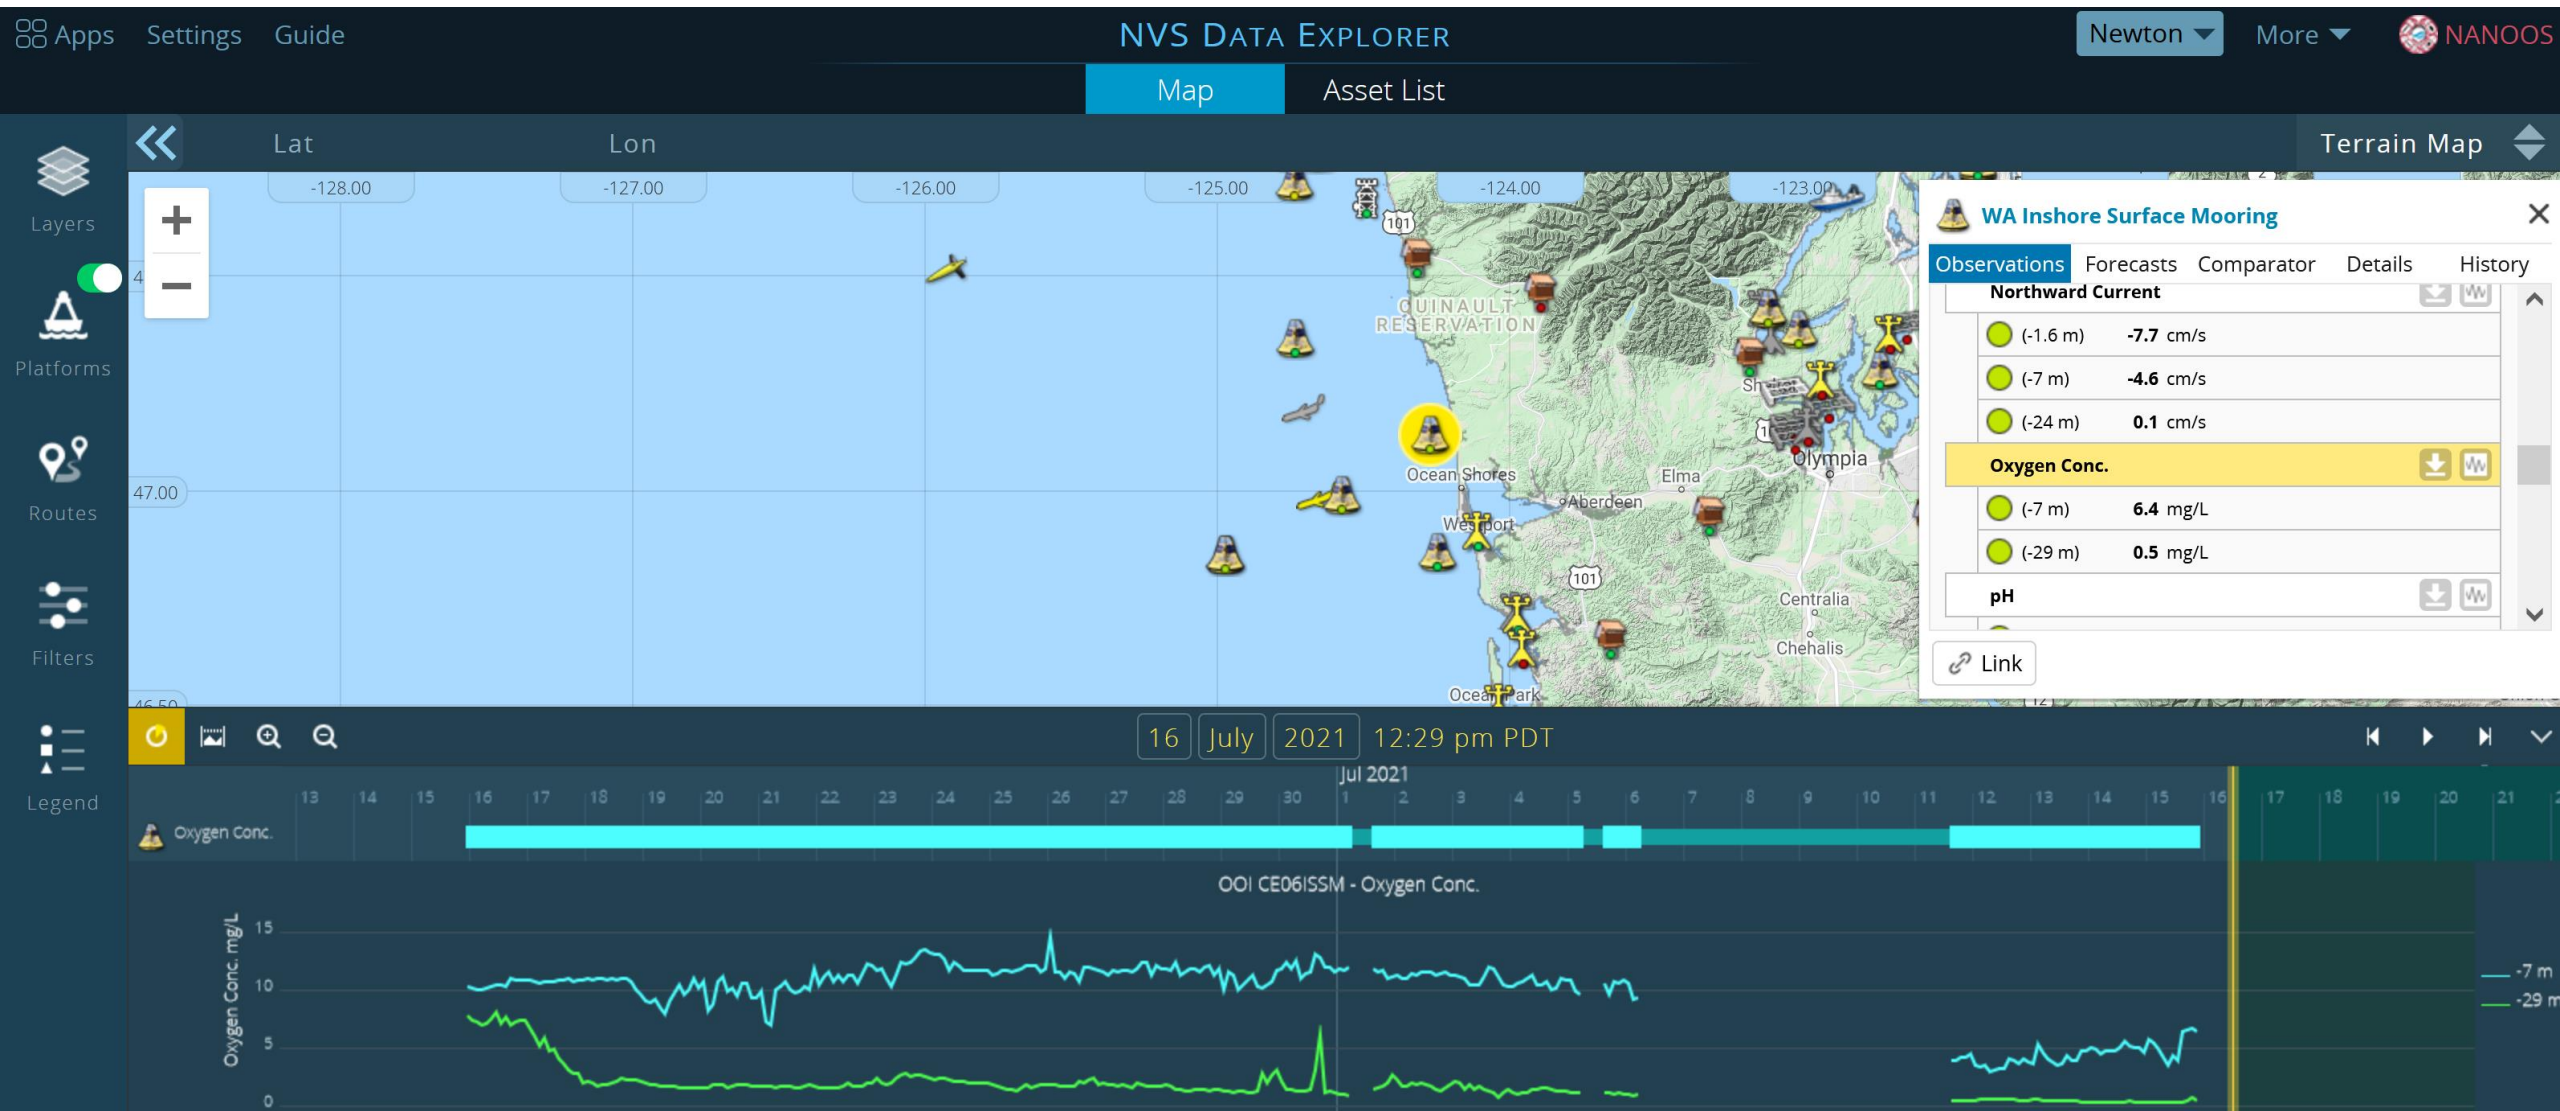 Apps Settings Guide NVS DATA EXPLORER Newton More NANOOS
Map Asset List
Layers
Platforms
Routes
Filters
Legend
Lat Lon Terrain Map
-128.00 -127.00 -126.00 -125.00 -124.00 -123.00
+
−
47.00
46.50
101
QUINAULT
RESERVATION
Ocean Shores
Elma
Olympia
Aberdeen
Westport
101
Centralia
Chehalis
Ocean Park
12
WA Inshore Surface Mooring
Observations Forecasts Comparator Details History
Northward Current
(-1.6 m) -7.7 cm/s
(-7 m) -4.6 cm/s
(-24 m) 0.1 cm/s
Oxygen Conc.
(-7 m) 6.4 mg/L
(-29 m) 0.5 mg/L
pH
Link
16 July 2021 12:29 pm PDT
Jul 2021
13 14 15 16 17 18 19 20 21 22 23 24 25 26 27 28 29 30 1 2 3 4 5 6 7 8 9 10 11 12 13 14 15 16 17 18 19 20 21
Oxygen Conc.
OOI CE06ISSM - Oxygen Conc.
Oxygen Conc. mg/L
15
10
5
0
-7 m
-29 m